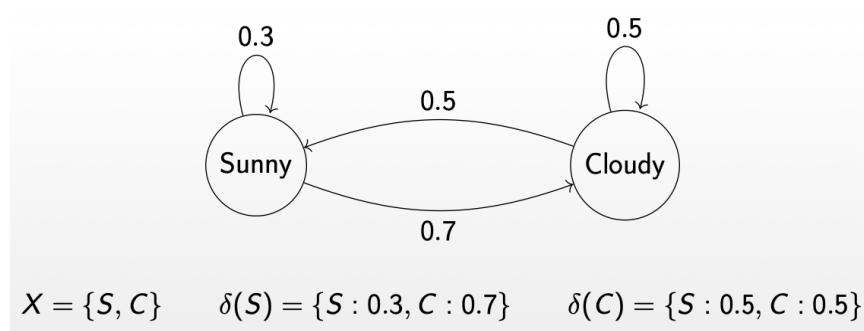 0.3
0.5
0.5
Sunny
Cloudy
0.7
X = {S, C} δ(S) = {S : 0.3, C : 0.7} δ(C) = {S : 0.5, C : 0.5}